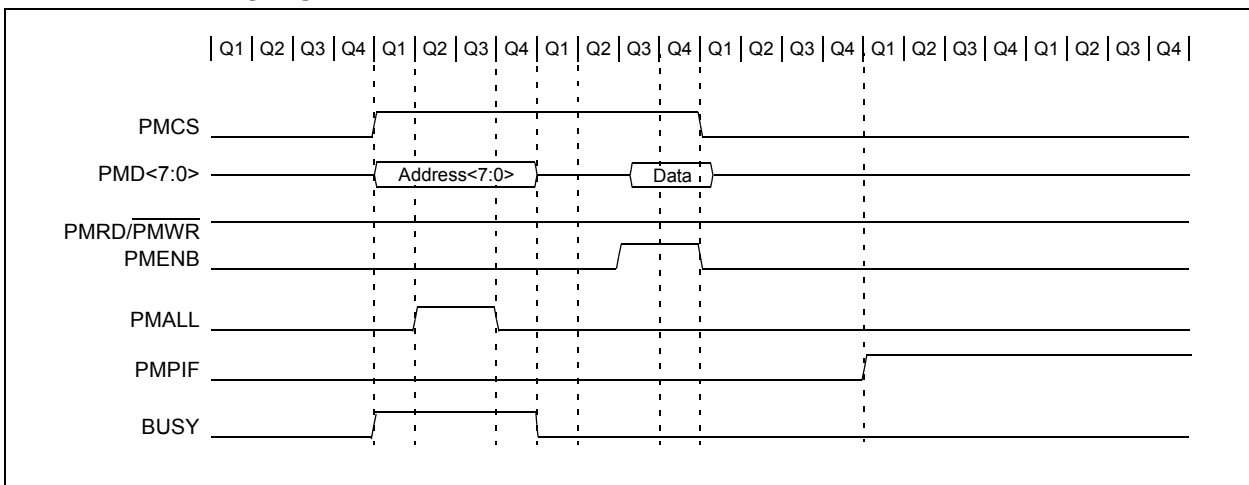 Q1 Q2 Q3 Q4 Q1 Q2 Q3 Q4 Q1 Q2 Q3 Q4 Q1 Q2 Q3 Q4 Q1 Q2 Q3 Q4 Q1 Q2 Q3 Q4
PMCS
PMD<7:0> Address<7:0> Data
PMRD/PMWR
PMENB
PMALL
PMPIF
BUSY